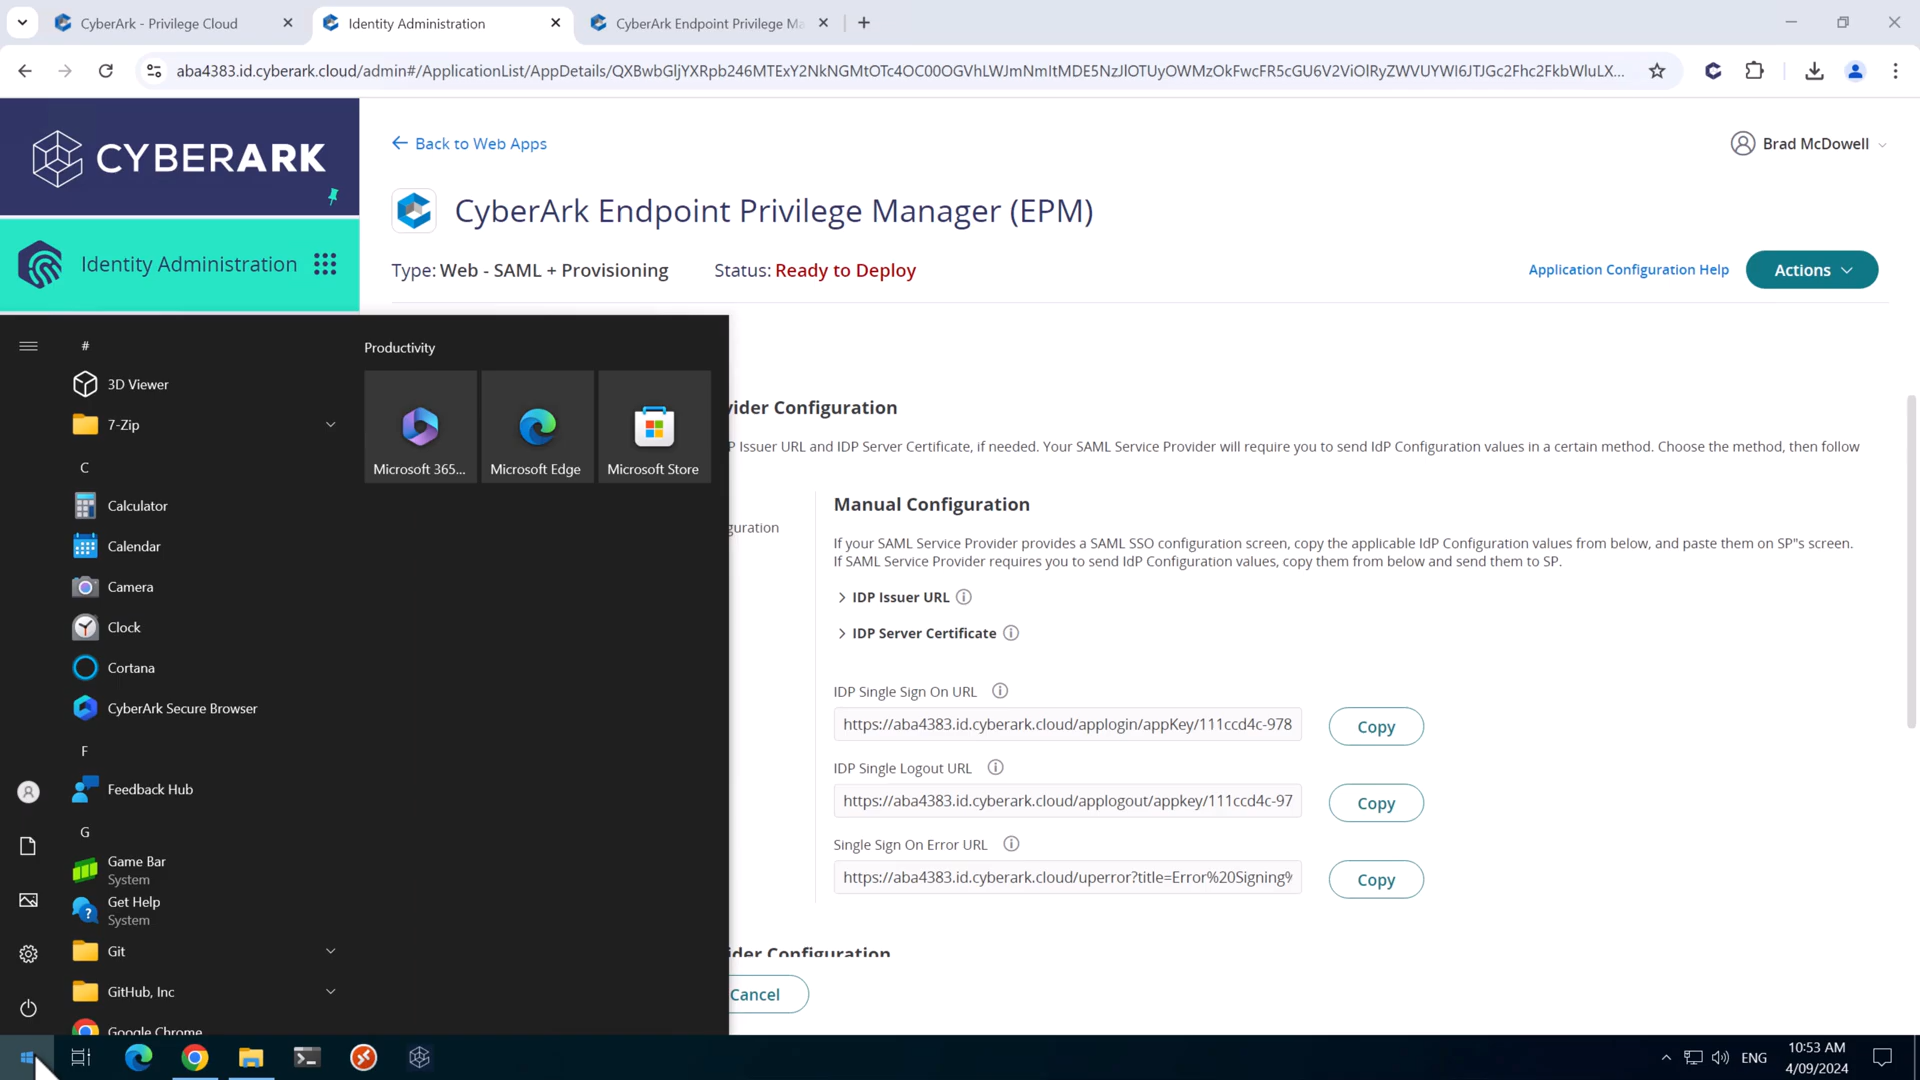 CyberArk - Privilege Cloud
Identity Administration
CyberArk Endpoint Privilege Ma
aba4383.id.cyberark.cloud/admin#/ApplicationList/AppDetails/QXBwbGljYXRpb246MTExY2NkNGMtOTc4OC00OGVhLWJmNmItMDE5NzJlOTUyOWMzOkFwcFR5cGU6V2ViOlRyZWVUYWI6JTJGc2Fhc2FkbWluLX...
CYBERARK
Identity Administration
Back to Web Apps
Brad McDowell
CyberArk Endpoint Privilege Manager (EPM)
Type: Web - SAML + Provisioning
Status: Ready to Deploy
Application Configuration Help
Actions
#
3D Viewer
7-Zip
C
Calculator
Calendar
Camera
Clock
Cortana
CyberArk Secure Browser
F
Feedback Hub
G
Game Bar
System
Get Help
System
Git
GitHub, Inc
Google Chrome
Productivity
Microsoft 365...
Microsoft Edge
Microsoft Store
vider Configuration
P Issuer URL and IDP Server Certificate, if needed. Your SAML Service Provider will require you to send IdP Configuration values in a certain method. Choose the method, then follow
guration
Manual Configuration
If your SAML Service Provider provides a SAML SSO configuration screen, copy the applicable IdP Configuration values from below, and paste them on SP"s screen.
If SAML Service Provider requires you to send IdP Configuration values, copy them from below and send them to SP.
IDP Issuer URL
IDP Server Certificate
IDP Single Sign On URL
https://aba4383.id.cyberark.cloud/applogin/appKey/111ccd4c-978
Copy
IDP Single Logout URL
https://aba4383.id.cyberark.cloud/applogout/appkey/111ccd4c-97
Copy
Single Sign On Error URL
https://aba4383.id.cyberark.cloud/uperror?title=Error%20Signing%
Copy
ider Configuration
Cancel
ENG
10:53 AM
4/09/2024